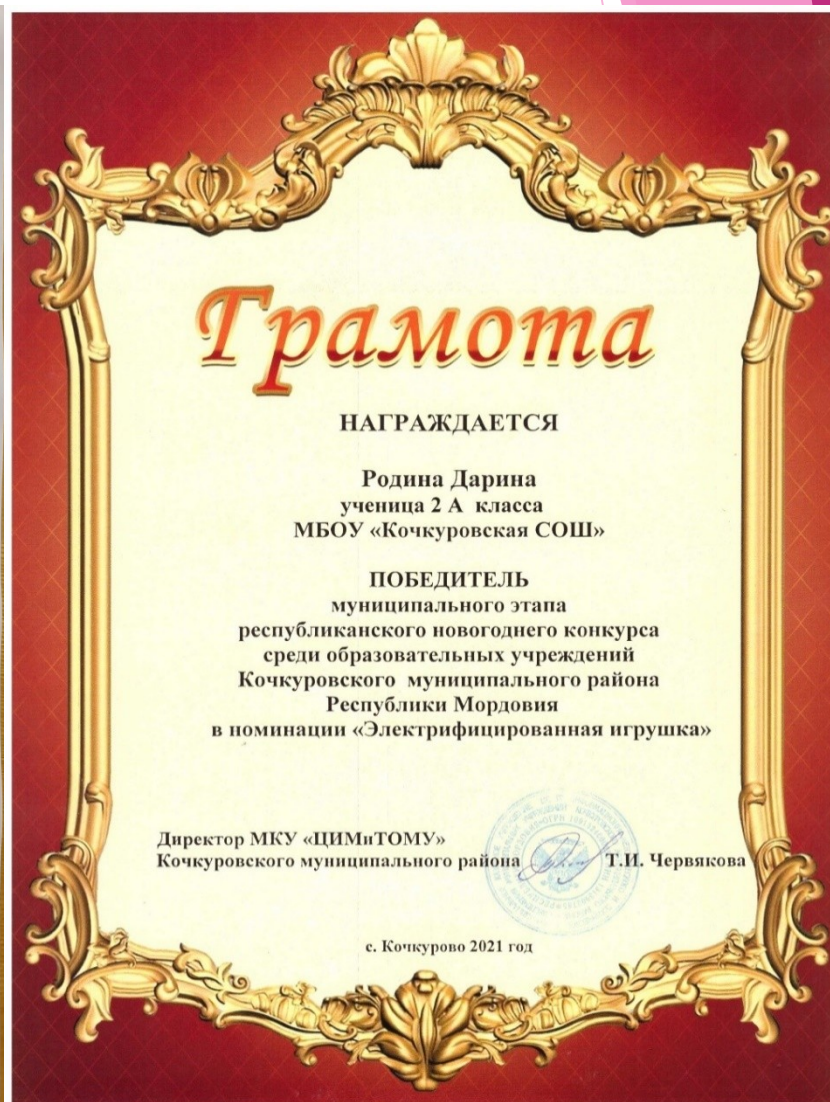 Грамота
НАГРАЖДАЕТСЯ
Родина Дарина
ученица 2 А класса
МБОУ «Кочкуровская СОШ»
ПОБЕДИТЕЛЬ
муниципального этапа
республиканского новогоднего конкурса
среди образовательных учреждений
Кочкуровского муниципального района
Республики Мордовия
в номинации «Электрифицированная игрушка»
Директор МКУ «ЦИМиТОМУ»
Кочкуровского муниципального района Т.И. Червякова
с. Кочкурово 2021 год